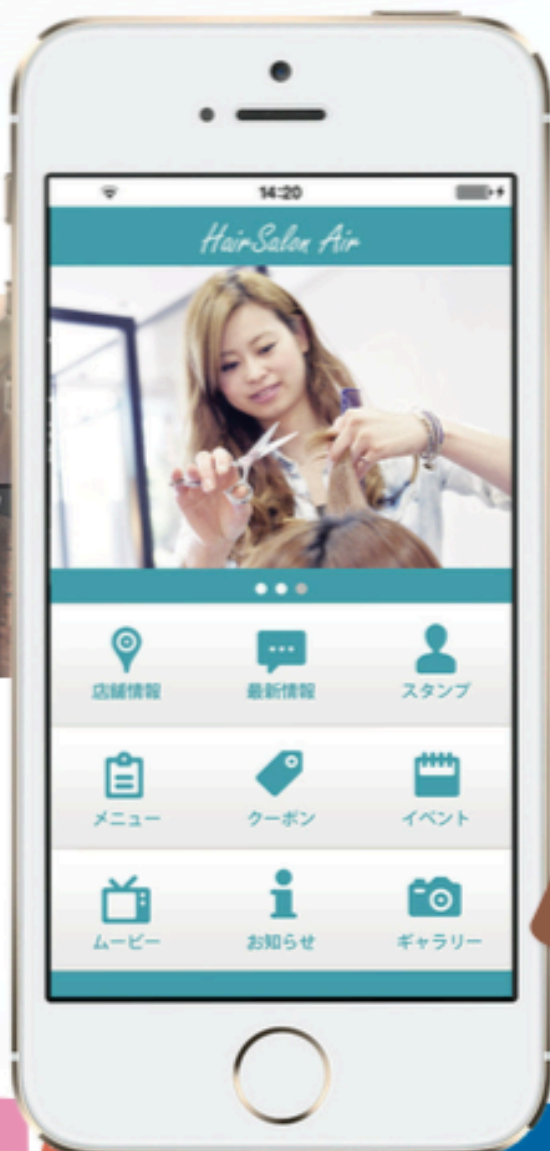 14:20
HairSalon Air
店舗情報 最新情報 スタンプ
メニュー クーポン イベント
ムービー お知らせ ギャラリー